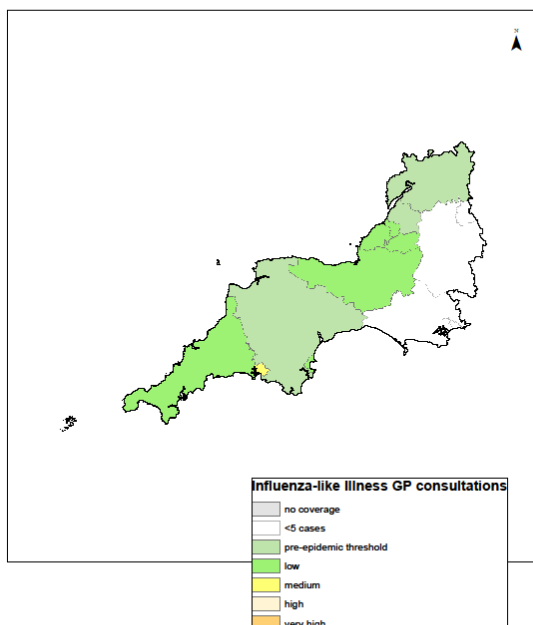 N
Influenza-like Illness GP consultations
no coverage
<5 cases
pre-epidemic threshold
low
medium
high
very high